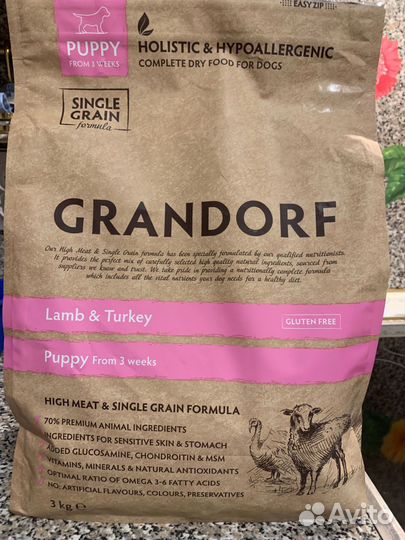 EASY ZIP
PUPPY
FROM 3 WEEKS
HOLISTIC & HYPOALLERGENIC
COMPLETE DRY FOOD FOR DOGS
SINGLE
GRAIN
formula
GRANDORF
Our High Meat & Single Grain formula has been specially formulated by our qualified nutritionists.
It provides the perfect mix of carefully selected high quality natural ingredients, sourced from
suppliers we know and trust. We take pride in providing a nutritionally complete formula
which includes all the vital nutrients your dog needs for a healthy diet.
Lamb & Turkey
GLUTEN FREE
Puppy From 3 weeks
HIGH MEAT & SINGLE GRAIN FORMULA
70% PREMIUM ANIMAL INGREDIENTS
INGREDIENTS FOR SENSITIVE SKIN & STOMACH
ADDED GLUCOSAMINE, CHONDROITIN & MSM
VITAMINS, MINERALS & NATURAL ANTIOXIDANTS
OPTIMAL RATIO OF OMEGA 3-6 FATTY ACIDS
NO: ARTIFICIAL FLAVOURS, COLOURS, PRESERVATIVES
3 kg e
Avito